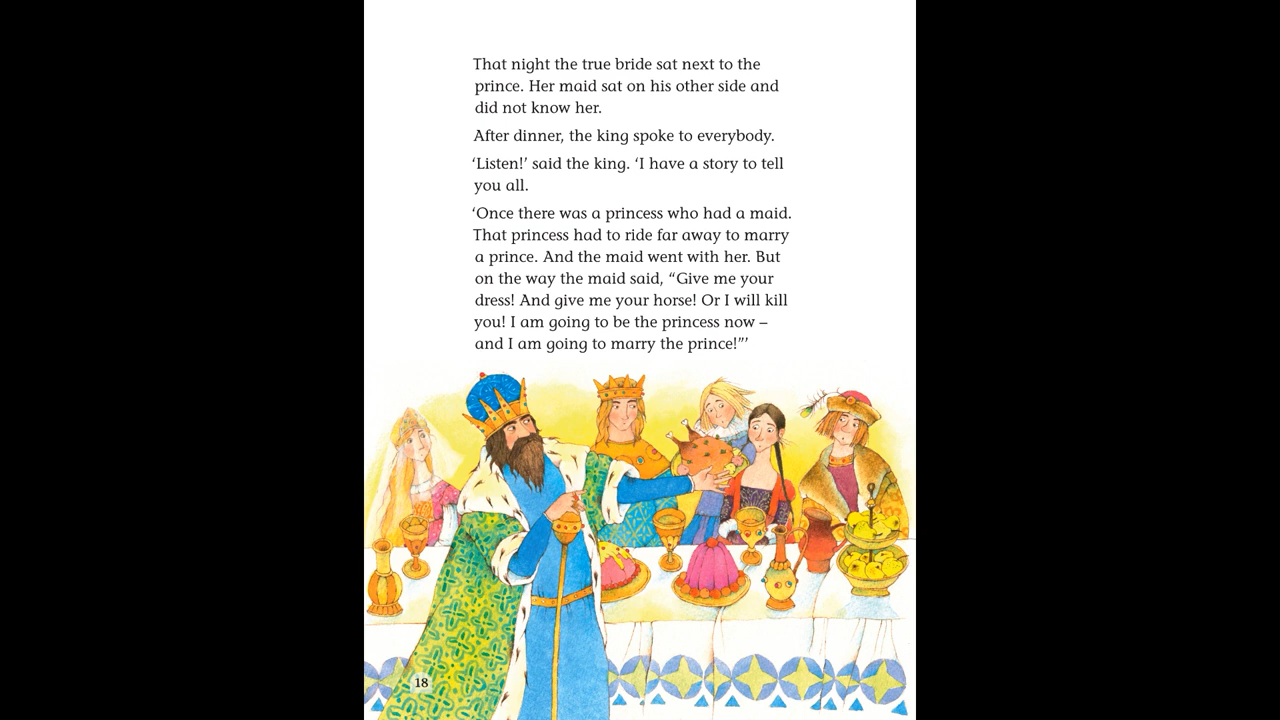 That night the true bride sat next to the
prince. Her maid sat on his other side and
did not know her.
After dinner, the king spoke to everybody.
‘Listen!’ said the king. ‘I have a story to tell
you all.
‘Once there was a princess who had a maid.
That princess had to ride far away to marry
a prince. And the maid went with her. But
on the way the maid said, “Give me your
dress! And give me your horse! Or I will kill
you! I am going to be the princess now –
and I am going to marry the prince!”’
18